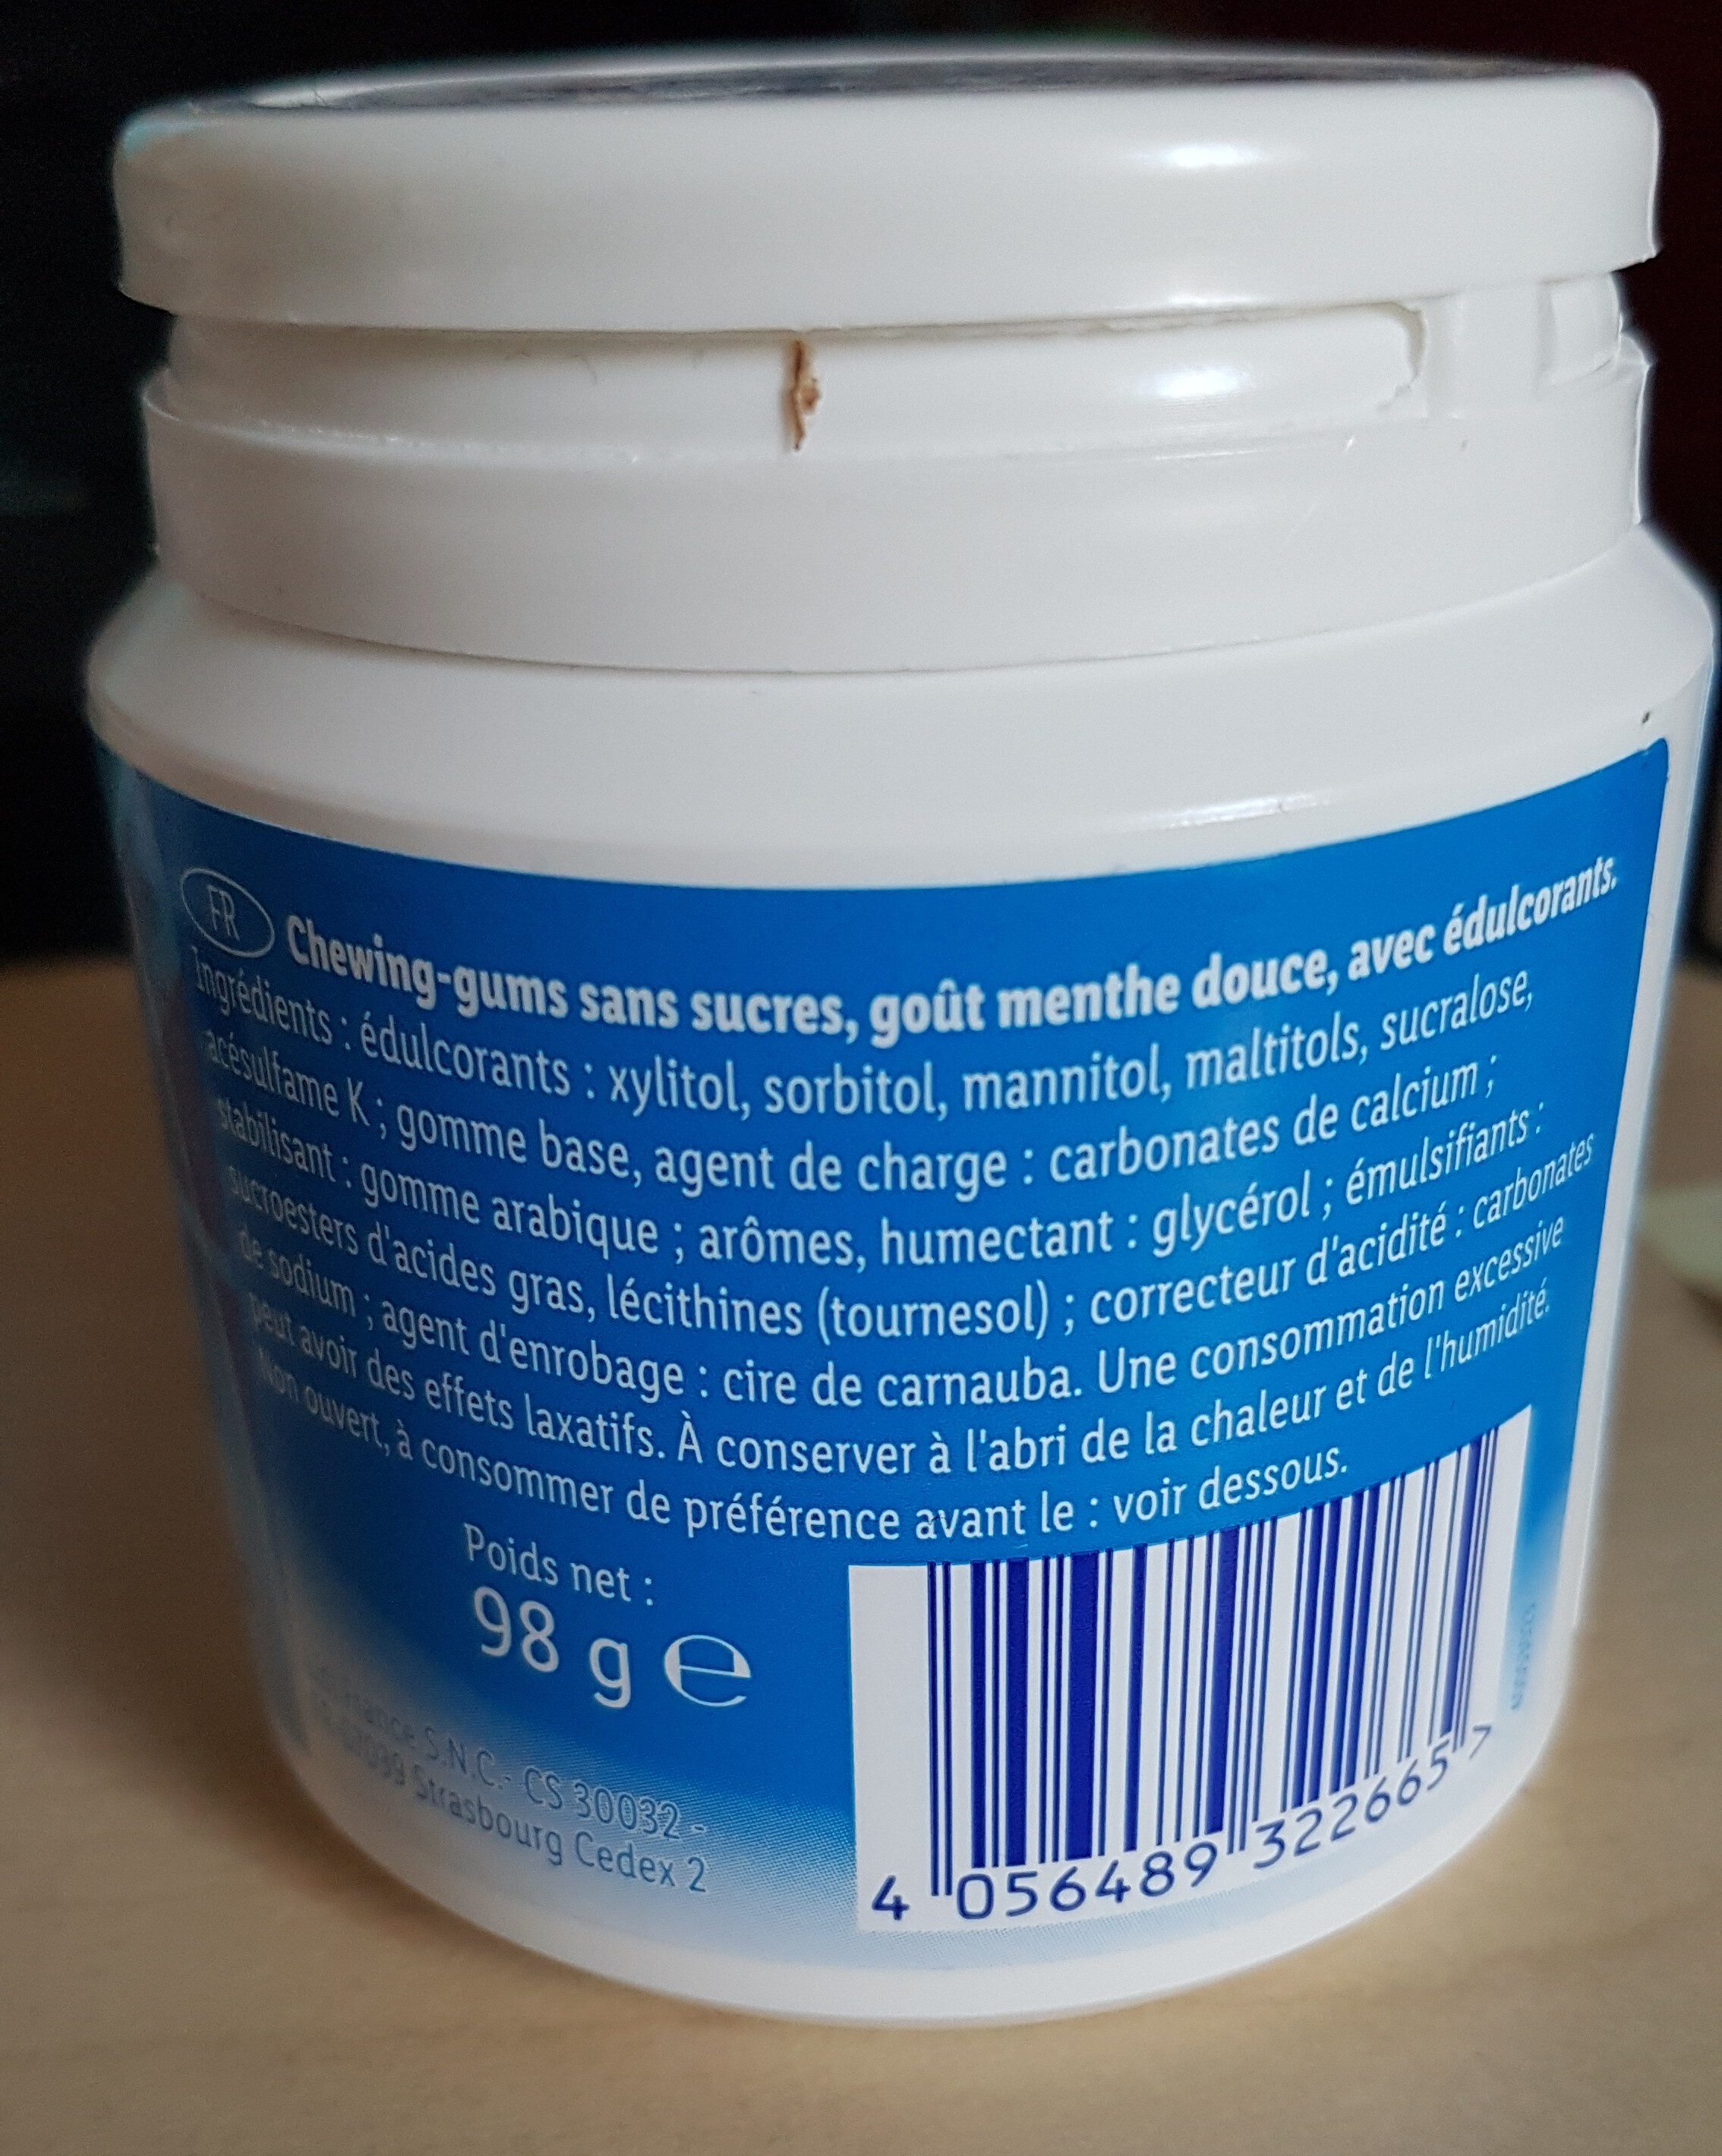 FR Chewing-gums sans sucres, goût menthe douce, avec édulcorants.
Ingrédients : édulcorants : xylitol, sorbitol, mannitol, maltitols, sucralose,
acésulfame K ; gomme base, agent de charge : carbonates de calcium ;
stabilisant : gomme arabique ; arômes, humectant : glycérol ; émulsifiants :
sucroesters d'acides gras, lécithines (tournesol) ; correcteur d'acidité : carbonates
de sodium ; agent d'enrobage : cire de carnauba. Une consommation excessive
peut avoir des effets laxatifs. À conserver à l'abri de la chaleur et de l'humidité.
Non ouvert, à consommer de préférence avant le : voir dessous.
Poids net :
98 g e
S.N.C.- CS 30032 -
Strasbourg Cedex 2
4 056489 322665 >